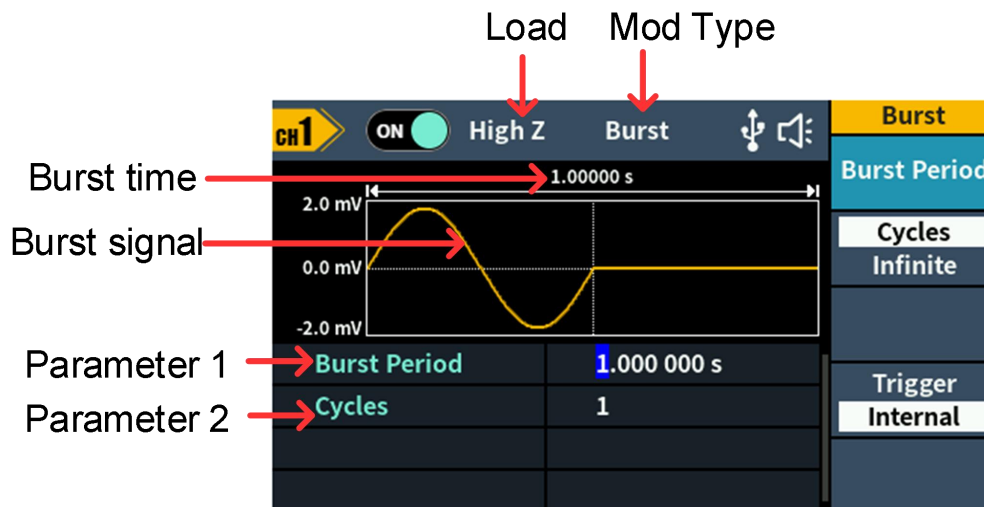 Load Mod Type
CH1 ON High Z Burst Burst
Burst time 1.00000 s Burst Period
2.0 mV
Burst signal Cycles
0.0 mV Infinite
-2.0 mV
Parameter 1 Burst Period 1.000 000 s
Parameter 2 Cycles 1
Trigger
Internal